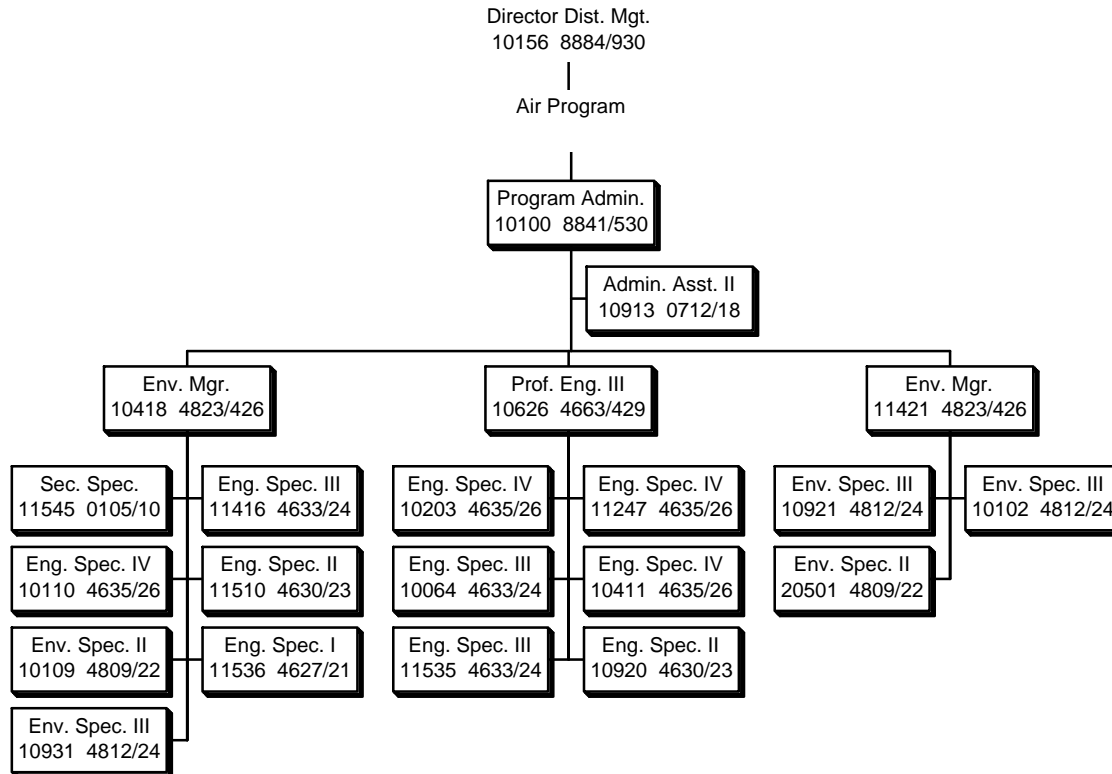 Director Dist. Mgt.
10156 8884/930
Air Program
Program Admin.
10100 8841/530
Admin. Asst. II
10913 0712/18
Env. Mgr.
10418 4823/426
Prof. Eng. III
10626 4663/429
Env. Mgr.
11421 4823/426
Sec. Spec.
11545 0105/10
Eng. Spec. III
11416 4633/24
Eng. Spec. IV
10203 4635/26
Eng. Spec. IV
11247 4635/26
Env. Spec. III
10921 4812/24
Env. Spec. III
10102 4812/24
Eng. Spec. IV
10110 4635/26
Eng. Spec. II
11510 4630/23
Eng. Spec. III
10064 4633/24
Eng. Spec. IV
10411 4635/26
Env. Spec. II
20501 4809/22
Env. Spec. II
10109 4809/22
Eng. Spec. I
11536 4627/21
Eng. Spec. III
11535 4633/24
Eng. Spec. II
10920 4630/23
Env. Spec. III
10931 4812/24